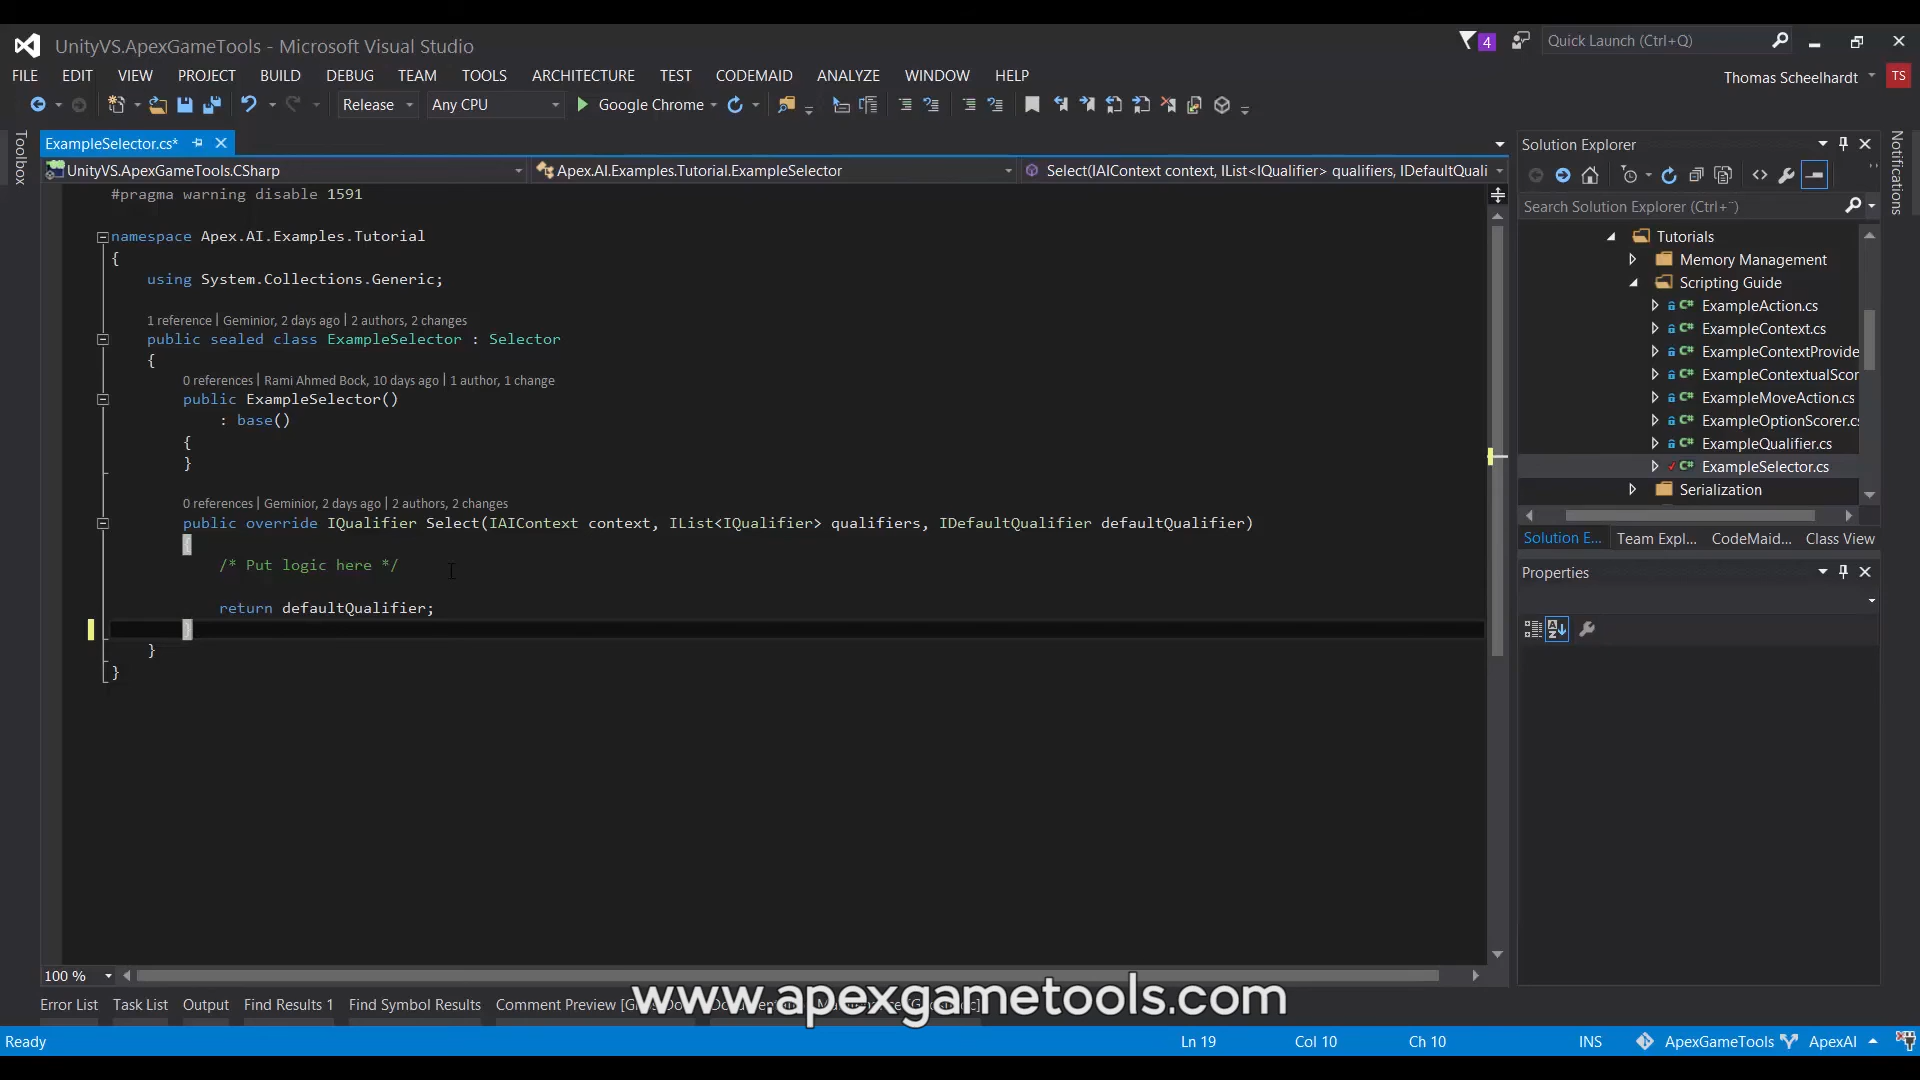 UnityVS.ApexGameTools - Microsoft Visual Studio
4
Quick Launch (Ctrl+Q)
FILE EDIT VIEW PROJECT BUILD DEBUG TEAM TOOLS ARCHITECTURE TEST CODEMAID ANALYZE WINDOW HELP
Thomas Scheelhardt TS
Release Any CPU Google Chrome
Toolbox
ExampleSelector.cs*
UnityVS.ApexGameTools.CSharp Apex.AI.Examples.Tutorial.ExampleSelector Select(IAIContext context, IList<IQualifier> qualifiers, IDefaultQuali
#pragma warning disable 1591
namespace Apex.AI.Examples.Tutorial
{
using System.Collections.Generic;
1 reference | Geminior, 2 days ago | 2 authors, 2 changes
public sealed class ExampleSelector : Selector
{
0 references | Rami Ahmed Bock, 10 days ago | 1 author, 1 change
public ExampleSelector()
: base()
{
}
0 references | Geminior, 2 days ago | 2 authors, 2 changes
public override IQualifier Select(IAIContext context, IList<IQualifier> qualifiers, IDefaultQualifier defaultQualifier)
{
/* Put logic here */
return defaultQualifier;
}
}
}
100 %
Solution Explorer
Search Solution Explorer (Ctrl+¨)
Tutorials
Memory Management
Scripting Guide
C# ExampleAction.cs
C# ExampleContext.cs
C# ExampleContextProvide
C# ExampleContextualScor
C# ExampleMoveAction.cs
C# ExampleOptionScorer.c
C# ExampleQualifier.cs
C# ExampleSelector.cs
Serialization
Solution E... Team Expl... CodeMaid... Class View
Properties
Notifications
Error List Task List Output Find Results 1 Find Symbol Results Comment Preview
www.apexgametools.com
Ready Ln 19 Col 10 Ch 10 INS ApexGameTools ApexAI